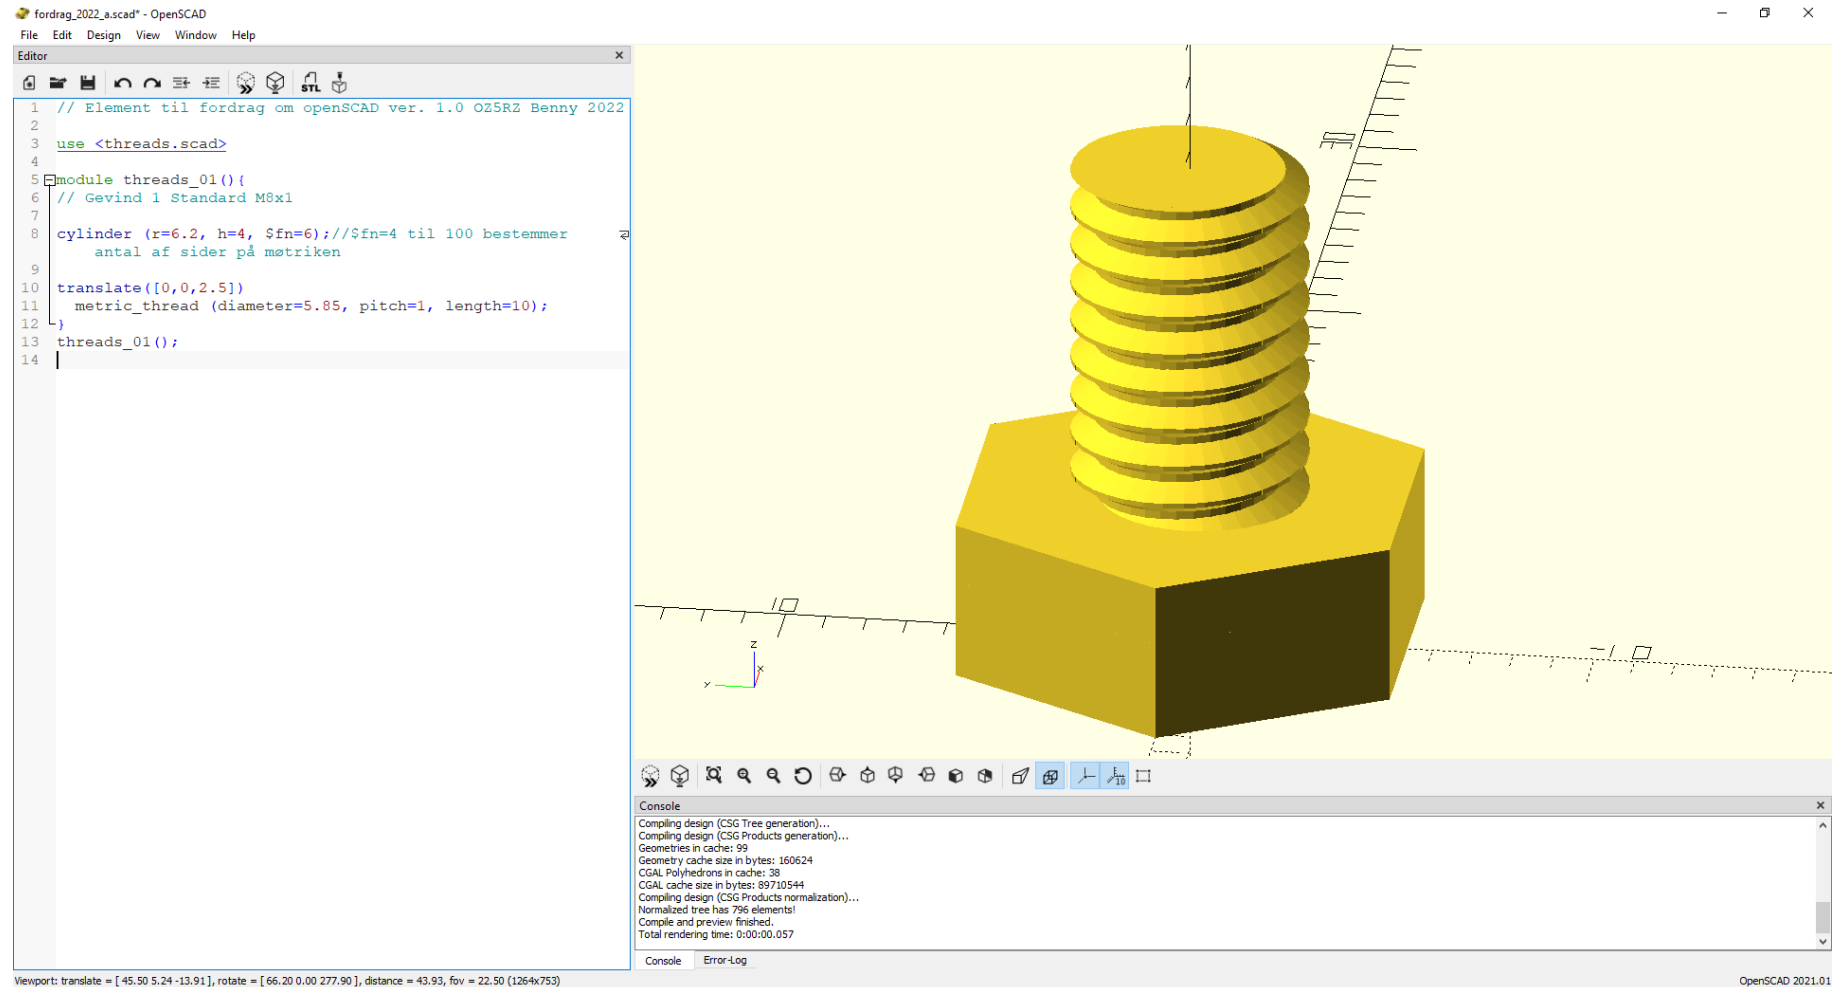 fordrag_2022_a.scad* - OpenSCAD
File Edit Design View Window Help
Editor
STL
1 // Element til fordrag om openSCAD ver. 1.0 OZ5RZ Benny 2022
2
3 use <threads.scad>
4
5 module threads_01(){
6 // Gevind 1 Standard M8x1
7
8 cylinder (r=6.2, h=4, $fn=6);//$fn=4 til 100 bestemmer
antal af sider på møtriken
9
10 translate([0,0,2.5])
11 metric_thread (diameter=5.85, pitch=1, length=10);
12 }
13 threads_01();
14
10
10
-10
z
x
y
10
Console
Compiling design (CSG Tree generation)...
Compiling design (CSG Products generation)...
Geometries in cache: 99
Geometry cache size in bytes: 160624
CGAL Polyhedrons in cache: 38
CGAL cache size in bytes: 89710544
Compiling design (CSG Products normalization)...
Normalized tree has 796 elements!
Compile and preview finished.
Total rendering time: 0:00:00.057
Console Error-Log
Viewport: translate = [ 45.50 5.24 -13.91 ], rotate = [ 66.20 0.00 277.90 ], distance = 43.93, fov = 22.50 (1264x753)
OpenSCAD 2021.01